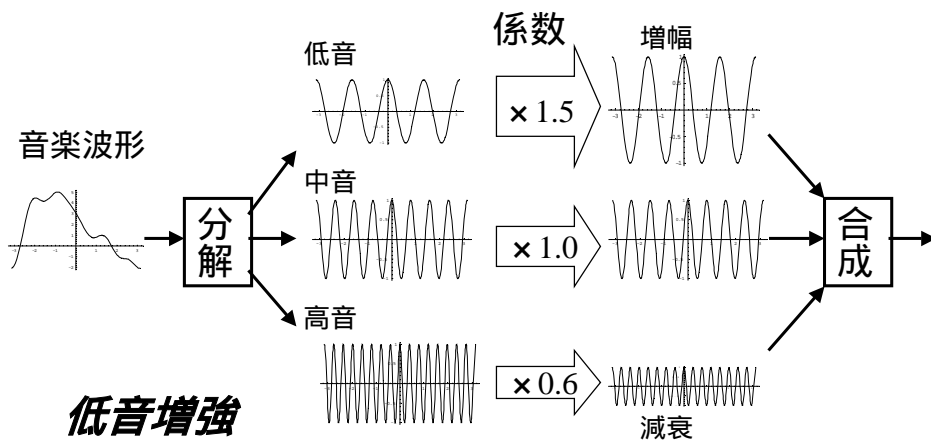 係数
低音
増幅
× 1.5
音楽波形
中音
分解
× 1.0
合成
高音
× 0.6
低音増強
減衰